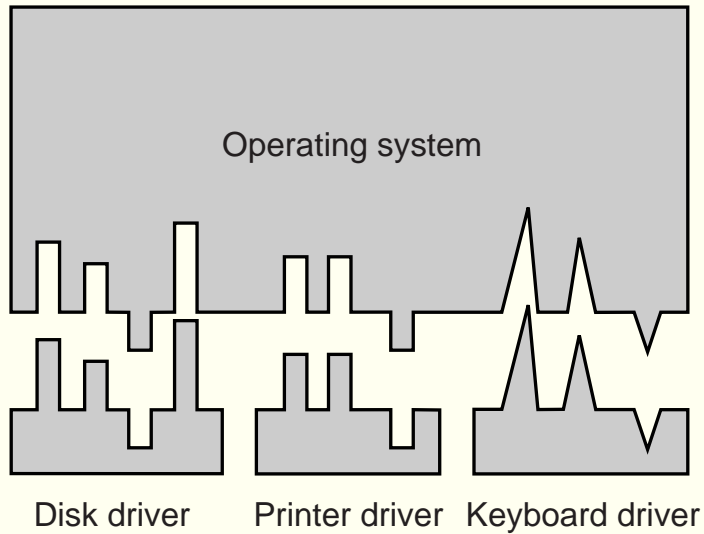 Operating system
Disk driver
Printer driver
Keyboard driver